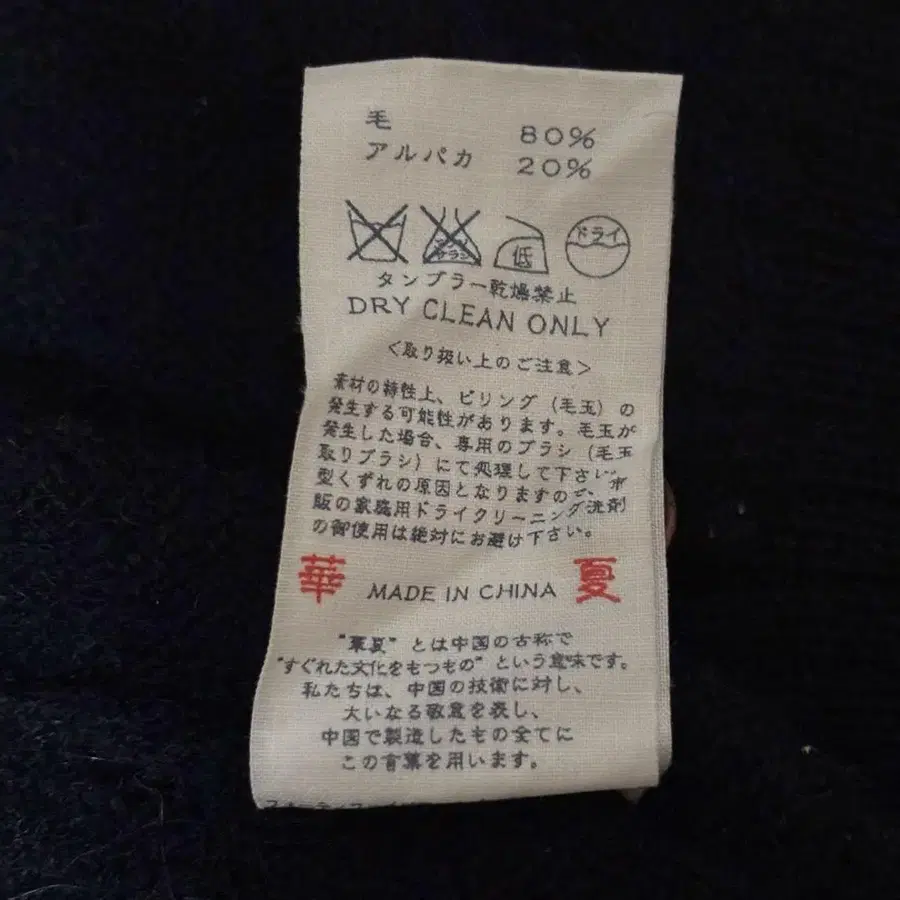 毛 80%
アルパカ 20%
低 ドライ
タンブラー乾燥禁止
DRY CLEAN ONLY
<取り扱い上のご注意>
素材の特性上、ピリング(毛玉)の
発生する可能性があります。毛玉が
発生した場合、専用のブラシ(毛玉
取りブラシ)にて処理して下さい。
型くずれの原因となりますので、市
販の家庭用ドライクリーニング洗剤
の御使用は絶対にお避け下さい。
華 MADE IN CHINA 夏
"華夏"とは中国の古称で
"すぐれた文化をもつもの"という意味です。
私たちは、中国の技術に対し、
大いなる敬意を表し、
中国で製造したもの全てに
この言葉を用います。